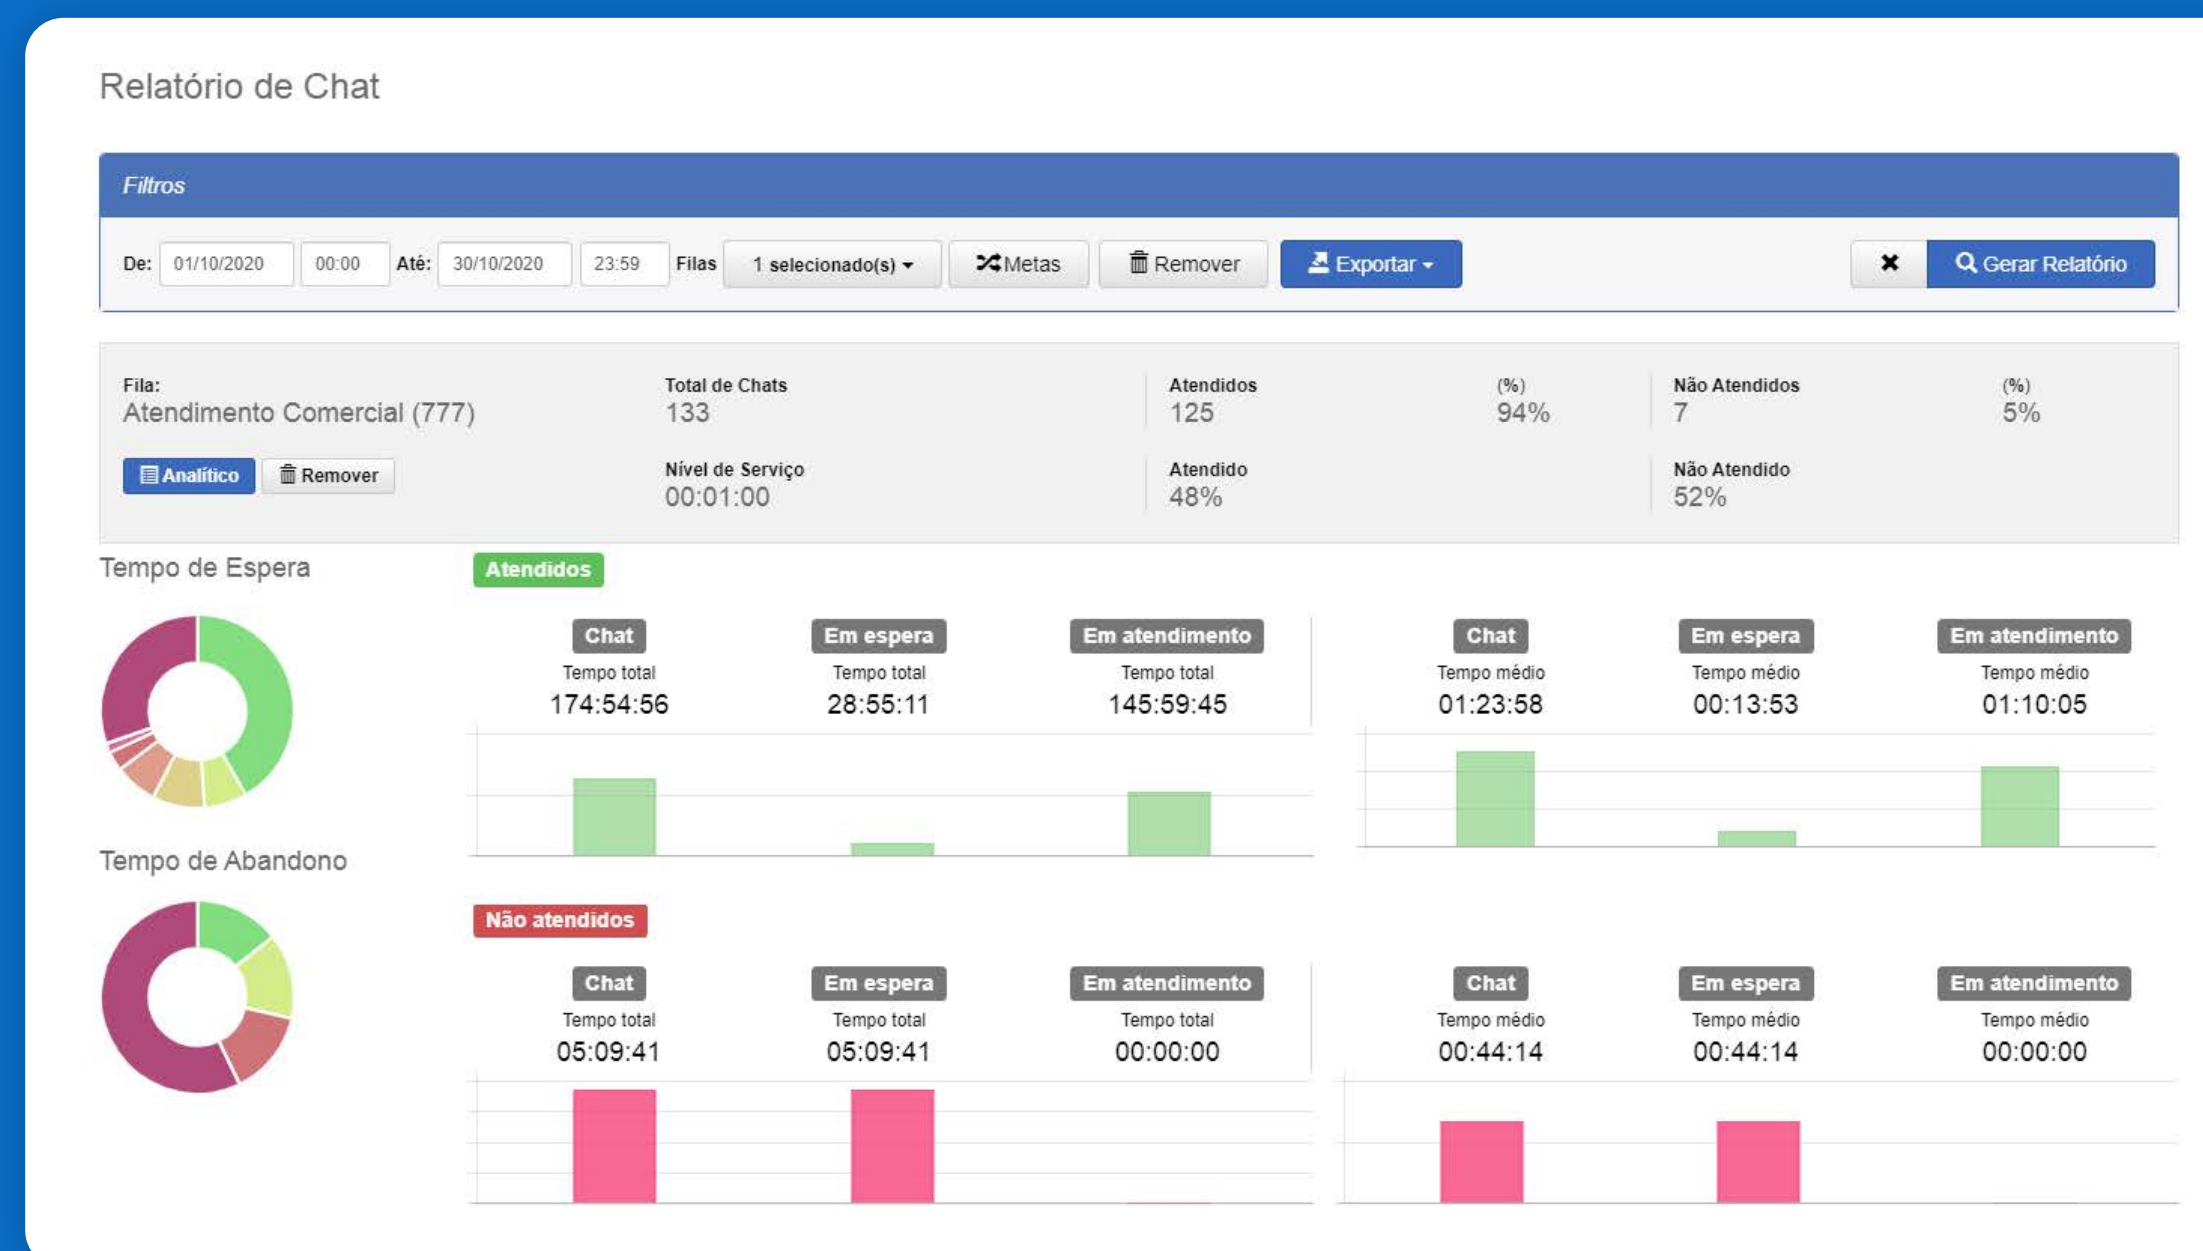 Relatório de Chat
Filtros
De: 01/10/2020 00:00 Até: 30/10/2020 23:59 Filas 1 selecionado(s) Metas Remover Exportar Gerar Relatório
Fila: Total de Chats Atendidos (%) Não Atendidos (%)
Atendimento Comercial (777) 133 125 94% 7 5%
Analítico Remover Nível de Serviço Atendido Não Atendido
00:01:00 48% 52%
Tempo de Espera Atendidos
Chat Em espera Em atendimento Chat Em espera Em atendimento
Tempo total Tempo total Tempo total Tempo médio Tempo médio Tempo médio
174:54:56 28:55:11 145:59:45 01:23:58 00:13:53 01:10:05
Tempo de Abandono
Não atendidos
Chat Em espera Em atendimento Chat Em espera Em atendimento
Tempo total Tempo total Tempo total Tempo médio Tempo médio Tempo médio
05:09:41 05:09:41 00:00:00 00:44:14 00:44:14 00:00:00